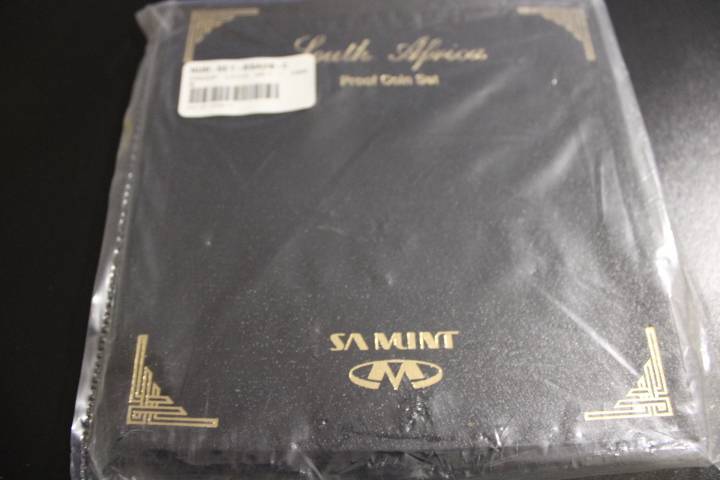 South Africa
Proof Coin Set
SA MINT